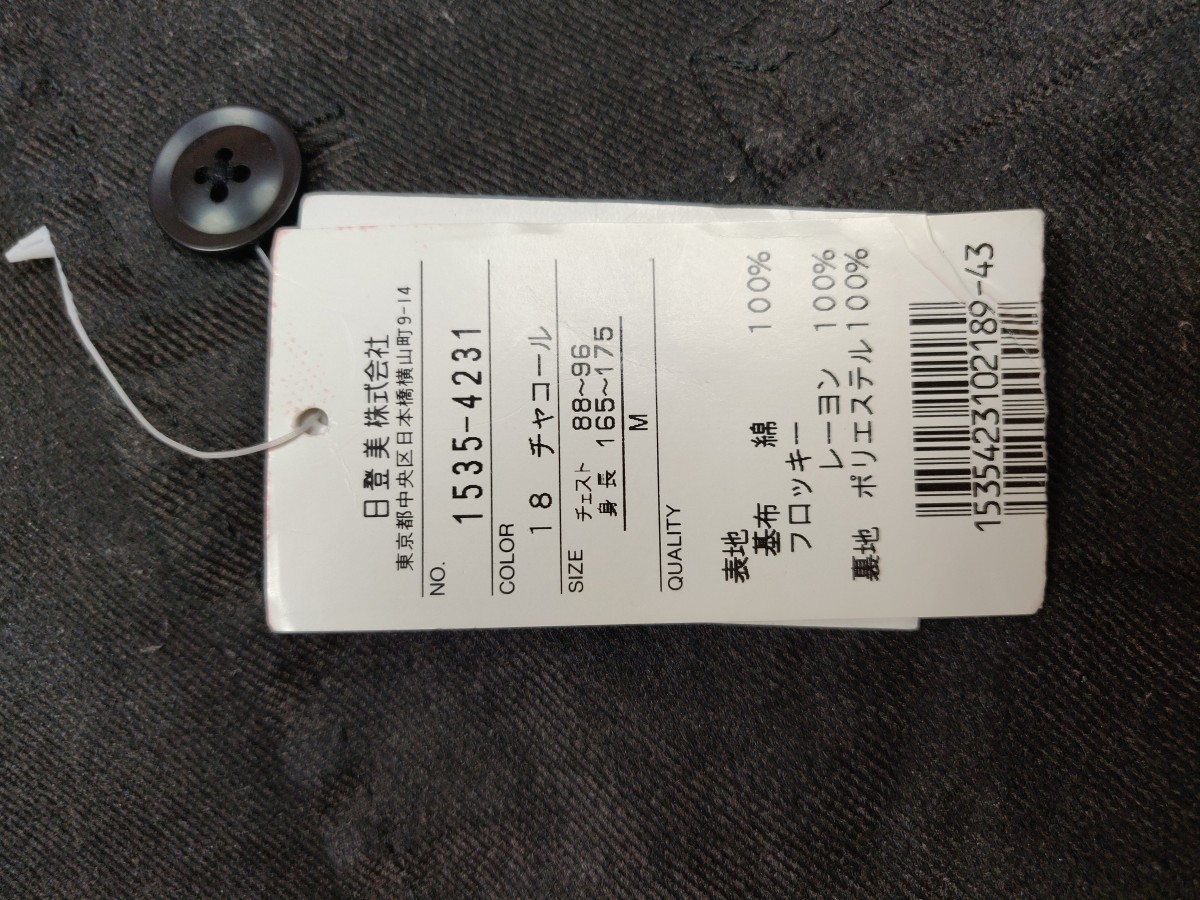 日登美株式会社
東京都中央区日本橋横山町9-14
NO.
1535-4231
COLOR
18 チャコール
SIZE チェスト 88~96
身長 165~175
M
QUALITY
表地
基布 綿 100%
フロッキー
レーヨン 100%
裏地 ポリエステル100%
153542310218９-43